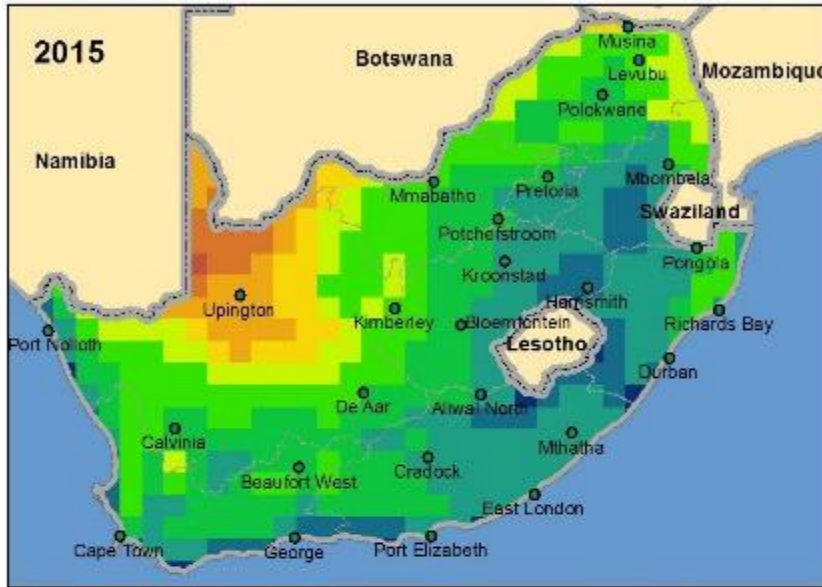 2015
Botswana
Musina
Levubu
Mozambique
Polokwane
Namibia
Mmabatho
Pretoria
Mbombela
Swaziland
Potchefstroom
Kroonstad
Pongola
Upington
Kimberley
Bloemfontein
Harrismith
Richards Bay
Port Nolloth
Lesotho
Durban
De Aar
Aliwal North
Calvinia
Mthatha
Beaufort West
Cradock
East London
Cape Town
George
Port Elizabeth